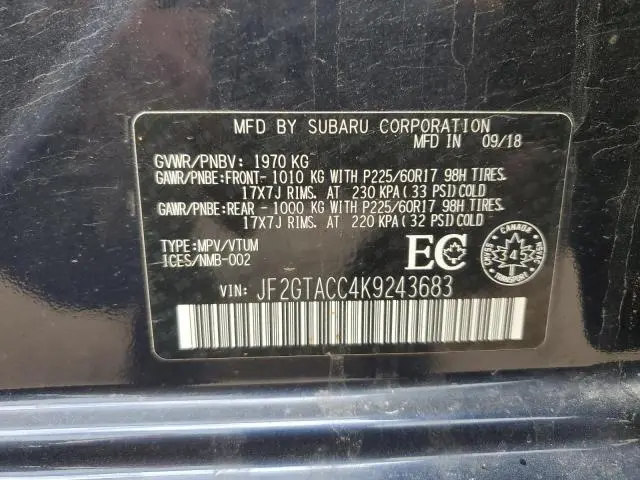 MFD BY SUBARU CORPORATION
MFD IN 09/18
GVWR/PNBV: 1970 KG
GAWR/PNBE:FRONT- 1010 KG WITH P225/60R17 98H TIRES.
17X7J RIMS. AT 230 KPA(33 PSI)COLD
GAWR/PNBE:REAR - 1000 KG WITH P225/60R17 98H TIRES.
17X7J RIMS. AT 220 KPA(32 PSI)COLD
TYPE:MPV/VTUM
ICES/NMB-002
EC
CANADA
345
TRANSPORT
VIN: JF2GTACC4K9243683